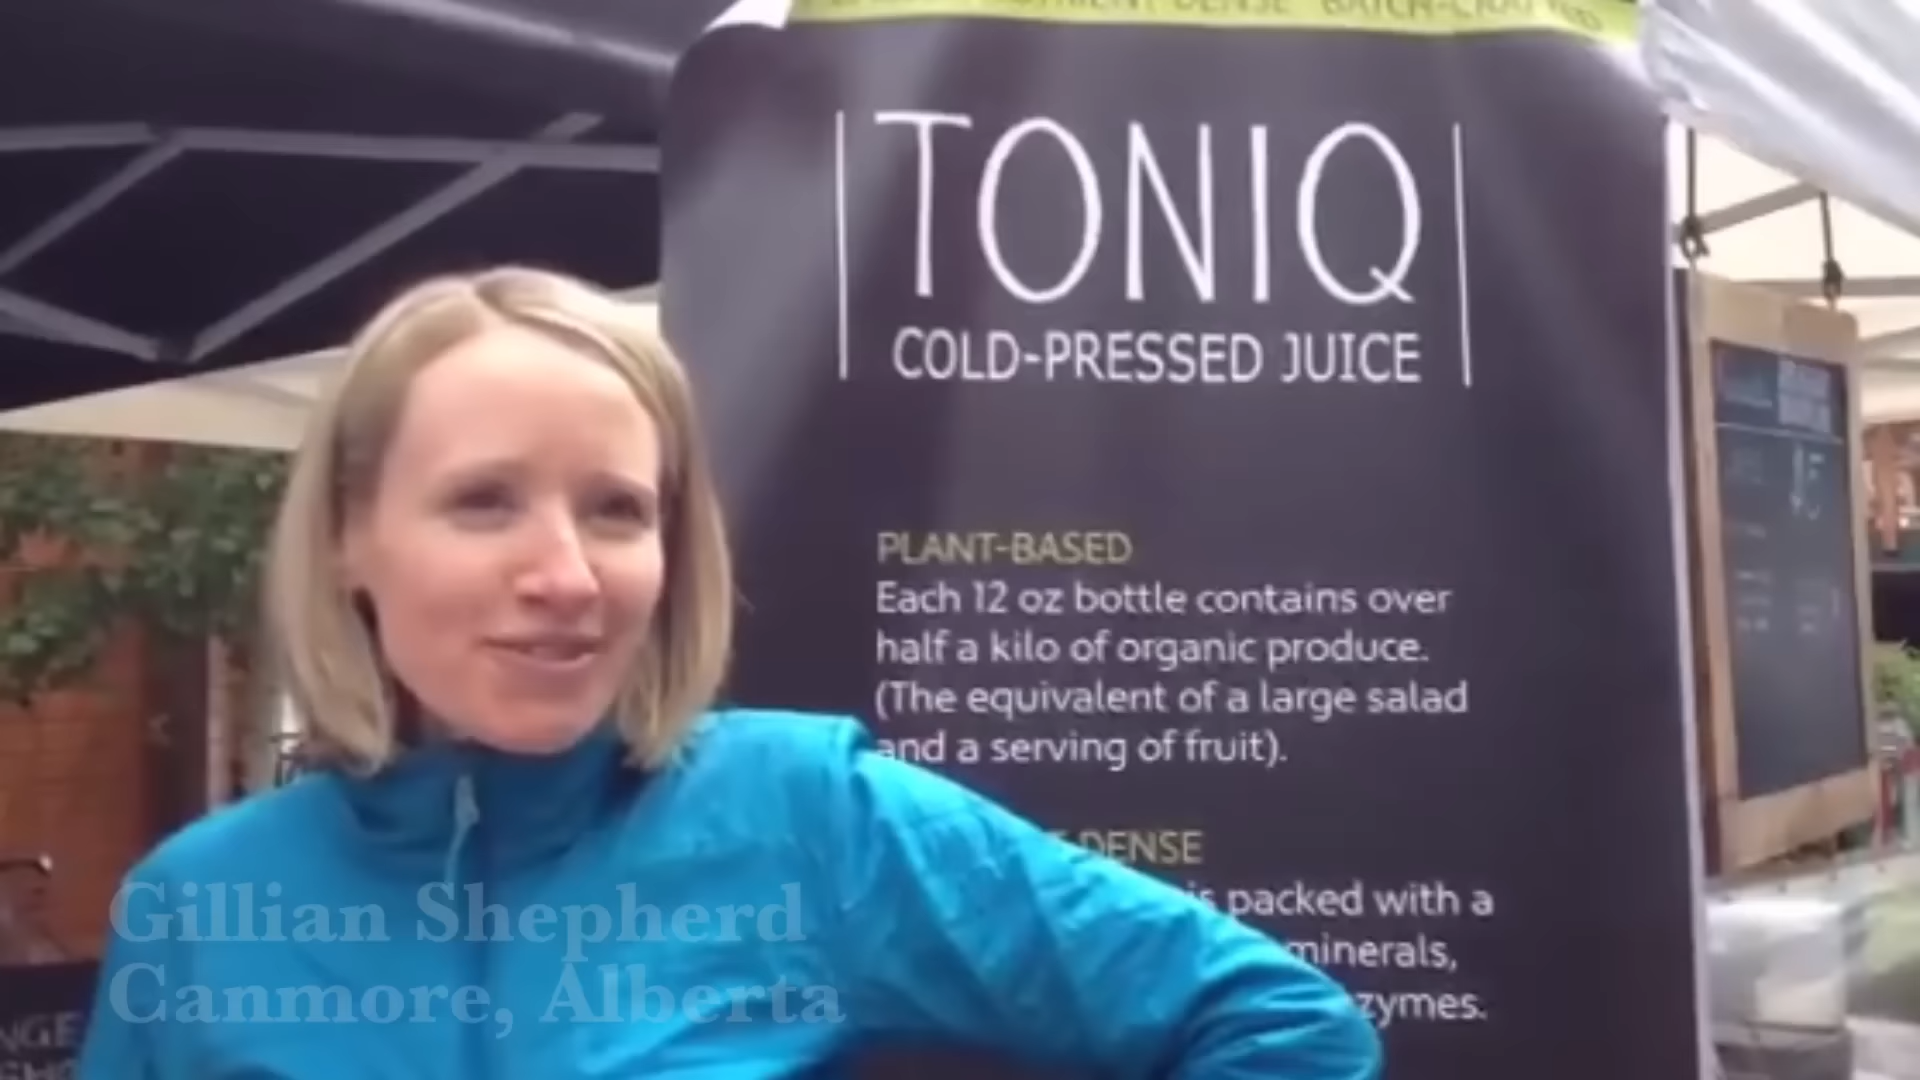 TONIQ
COLD-PRESSED JUICE
PLANT-BASED
Each 12 oz bottle contains over
half a kilo of organic produce.
(The equivalent of a large salad
and a serving of fruit).
DENSE
is packed with a
minerals,
zymes.
Gillian Shepherd
Canmore, Alberta